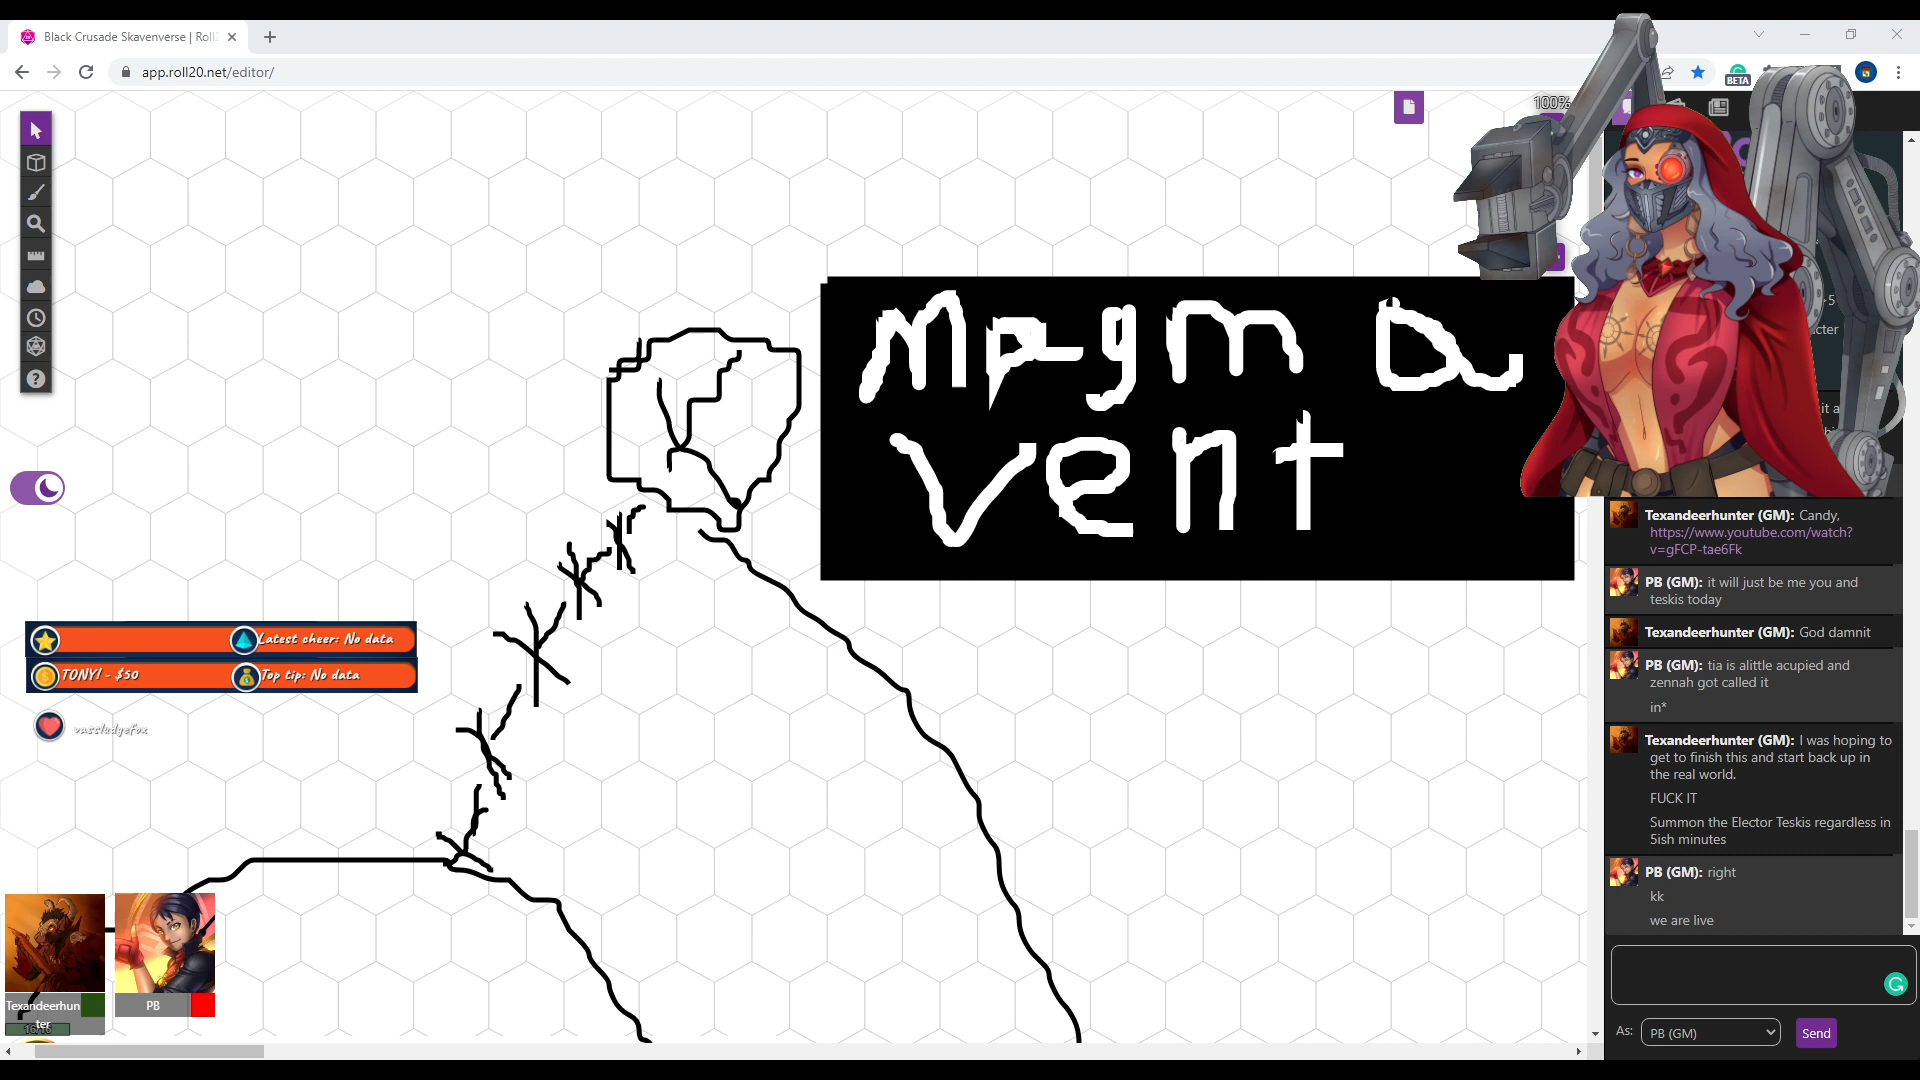 Black Crusade Skavenverse | Roll2
app.roll20.net/editor/
BETA
100%
Magma
Vent
Latest cheer: No data
TONY! - $50
Top tip: No data
vassludgefox
Texandeerhunter
PB
Texandeerhunter (GM): Candy,
https://www.youtube.com/watch?
v=gFCP-tae6Fk
PB (GM): it will just be me you and
teskis today
Texandeerhunter (GM): God damnit
PB (GM): tia is alittle acupied and
zennah got called it
in*
Texandeerhunter (GM): I was hoping to
get to finish this and start back up in
the real world.
FUCK IT
Summon the Elector Teskis regardless in
5ish minutes
PB (GM): right
kk
we are live
As: PB (GM) Send